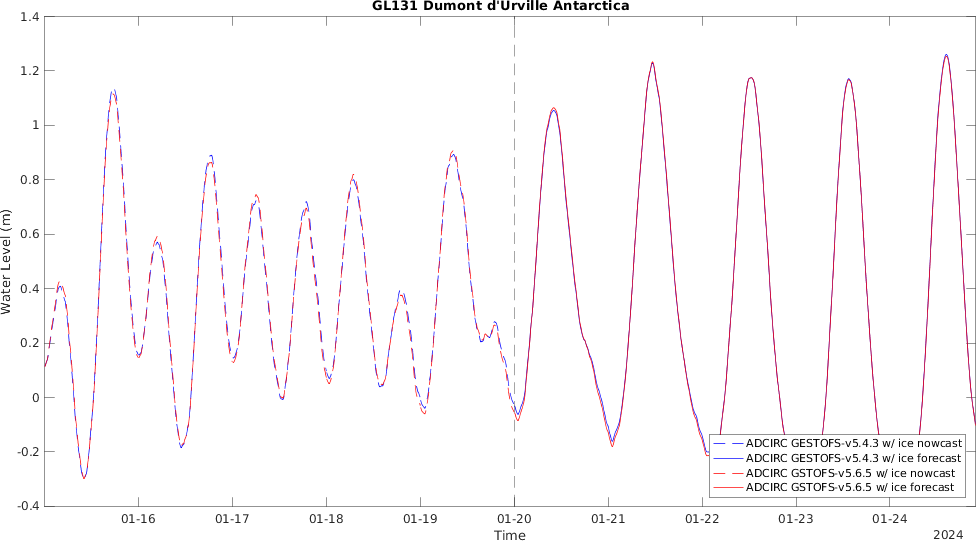 GL131 Dumont d'Urville Antarctica
1.4
1.2
1
0.8
0.6
0.4
0.2
0
-0.2
-0.4
Water Level (m)
ADCIRC GESTOFS-v5.4.3 w/ ice nowcast
ADCIRC GESTOFS-v5.4.3 w/ ice forecast
ADCIRC GSTOFS-v5.6.5 w/ ice nowcast
ADCIRC GSTOFS-v5.6.5 w/ ice forecast
01-16 01-17 01-18 01-19 01-20 01-21 01-22 01-23 01-24
Time
2024